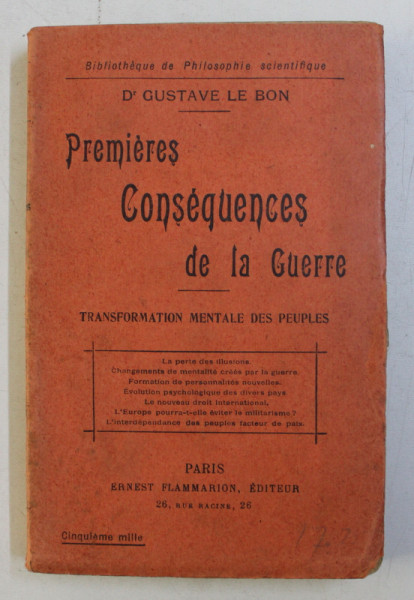 Bibliothèque de Philosophie scientifique
Dr GUSTAVE LE BON
Premières
Conséquences
de la Guerre
TRANSFORMATION MENTALE DES PEUPLES
La perte des illusions
Changements de mentalité créés par la guerre.
Formation de personnalités nouvelles.
Évolution psychologique des divers pays
Le nouveau droit international.
L'Europe pourra-t-elle éviter le militarisme?
L'interdépendance des peuples facteur de paix.
PARIS
ERNEST FLAMMARION, ÉDITEUR
26, RUE RACINE, 26
Cinquième mille